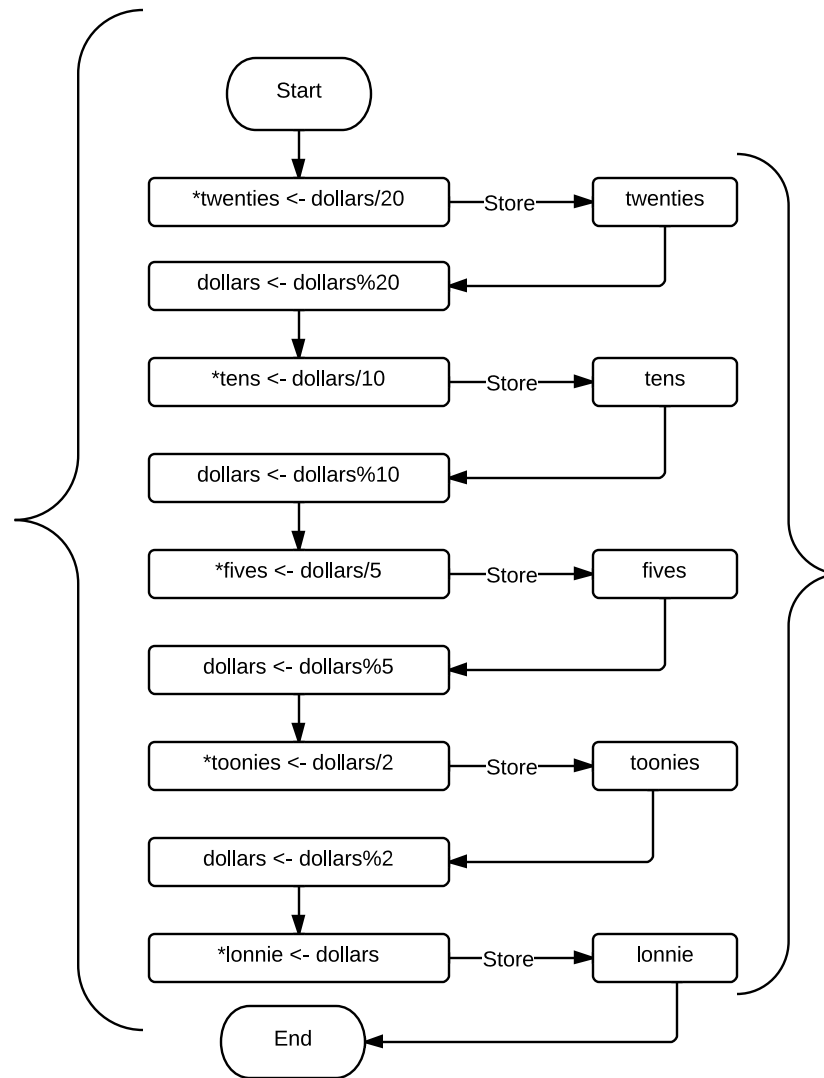 Start
*twenties <- dollars/20
Store
twenties
dollars <- dollars%20
*tens <- dollars/10
Store
tens
dollars <- dollars%10
*fives <- dollars/5
Store
fives
dollars <- dollars%5
*toonies <- dollars/2
Store
toonies
dollars <- dollars%2
*lonnie <- dollars
Store
lonnie
End